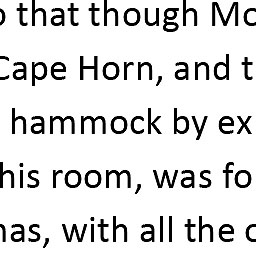 that though Mo
Cape Horn, and t
hammock by ex
his room, was fo
mas, with all the c